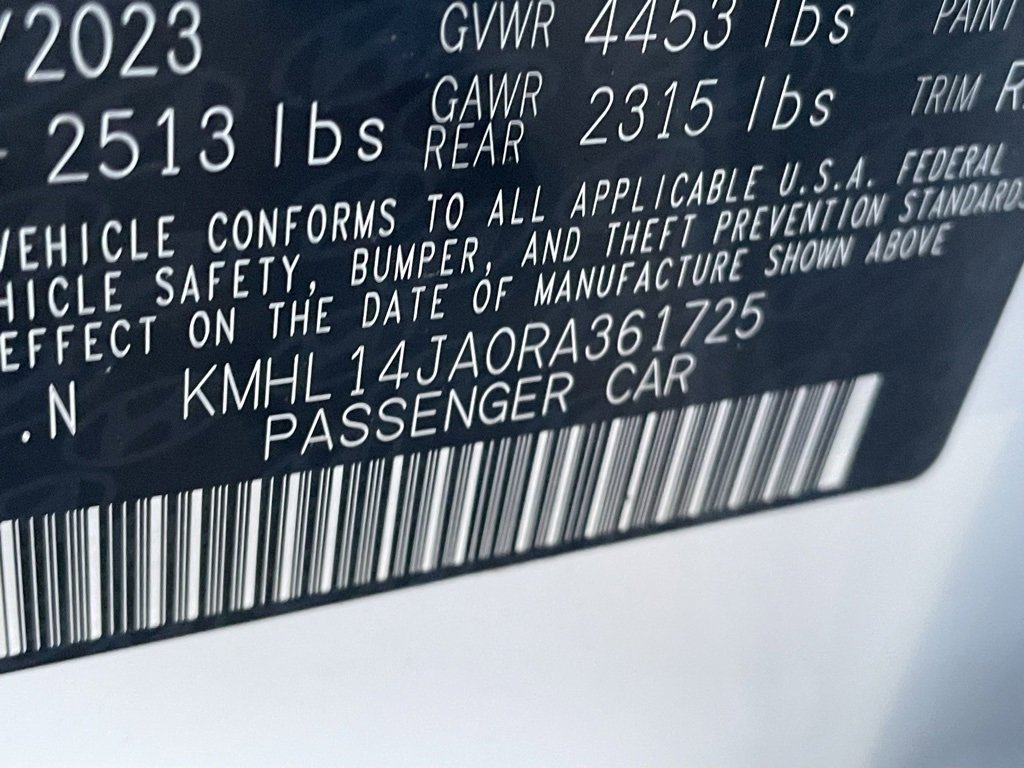 /2023 GVWR 4453 lbs PAINT
2513 lbs GAWR REAR 2315 lbs TRIM R
VEHICLE CONFORMS TO ALL APPLICABLE U.S.A. FEDERAL
HICLE SAFETY, BUMPER, AND THEFT PREVENTION STANDARDS
EFFECT ON THE DATE OF MANUFACTURE SHOWN ABOVE
.N KMHL14JA0RA361725
PASSENGER CAR